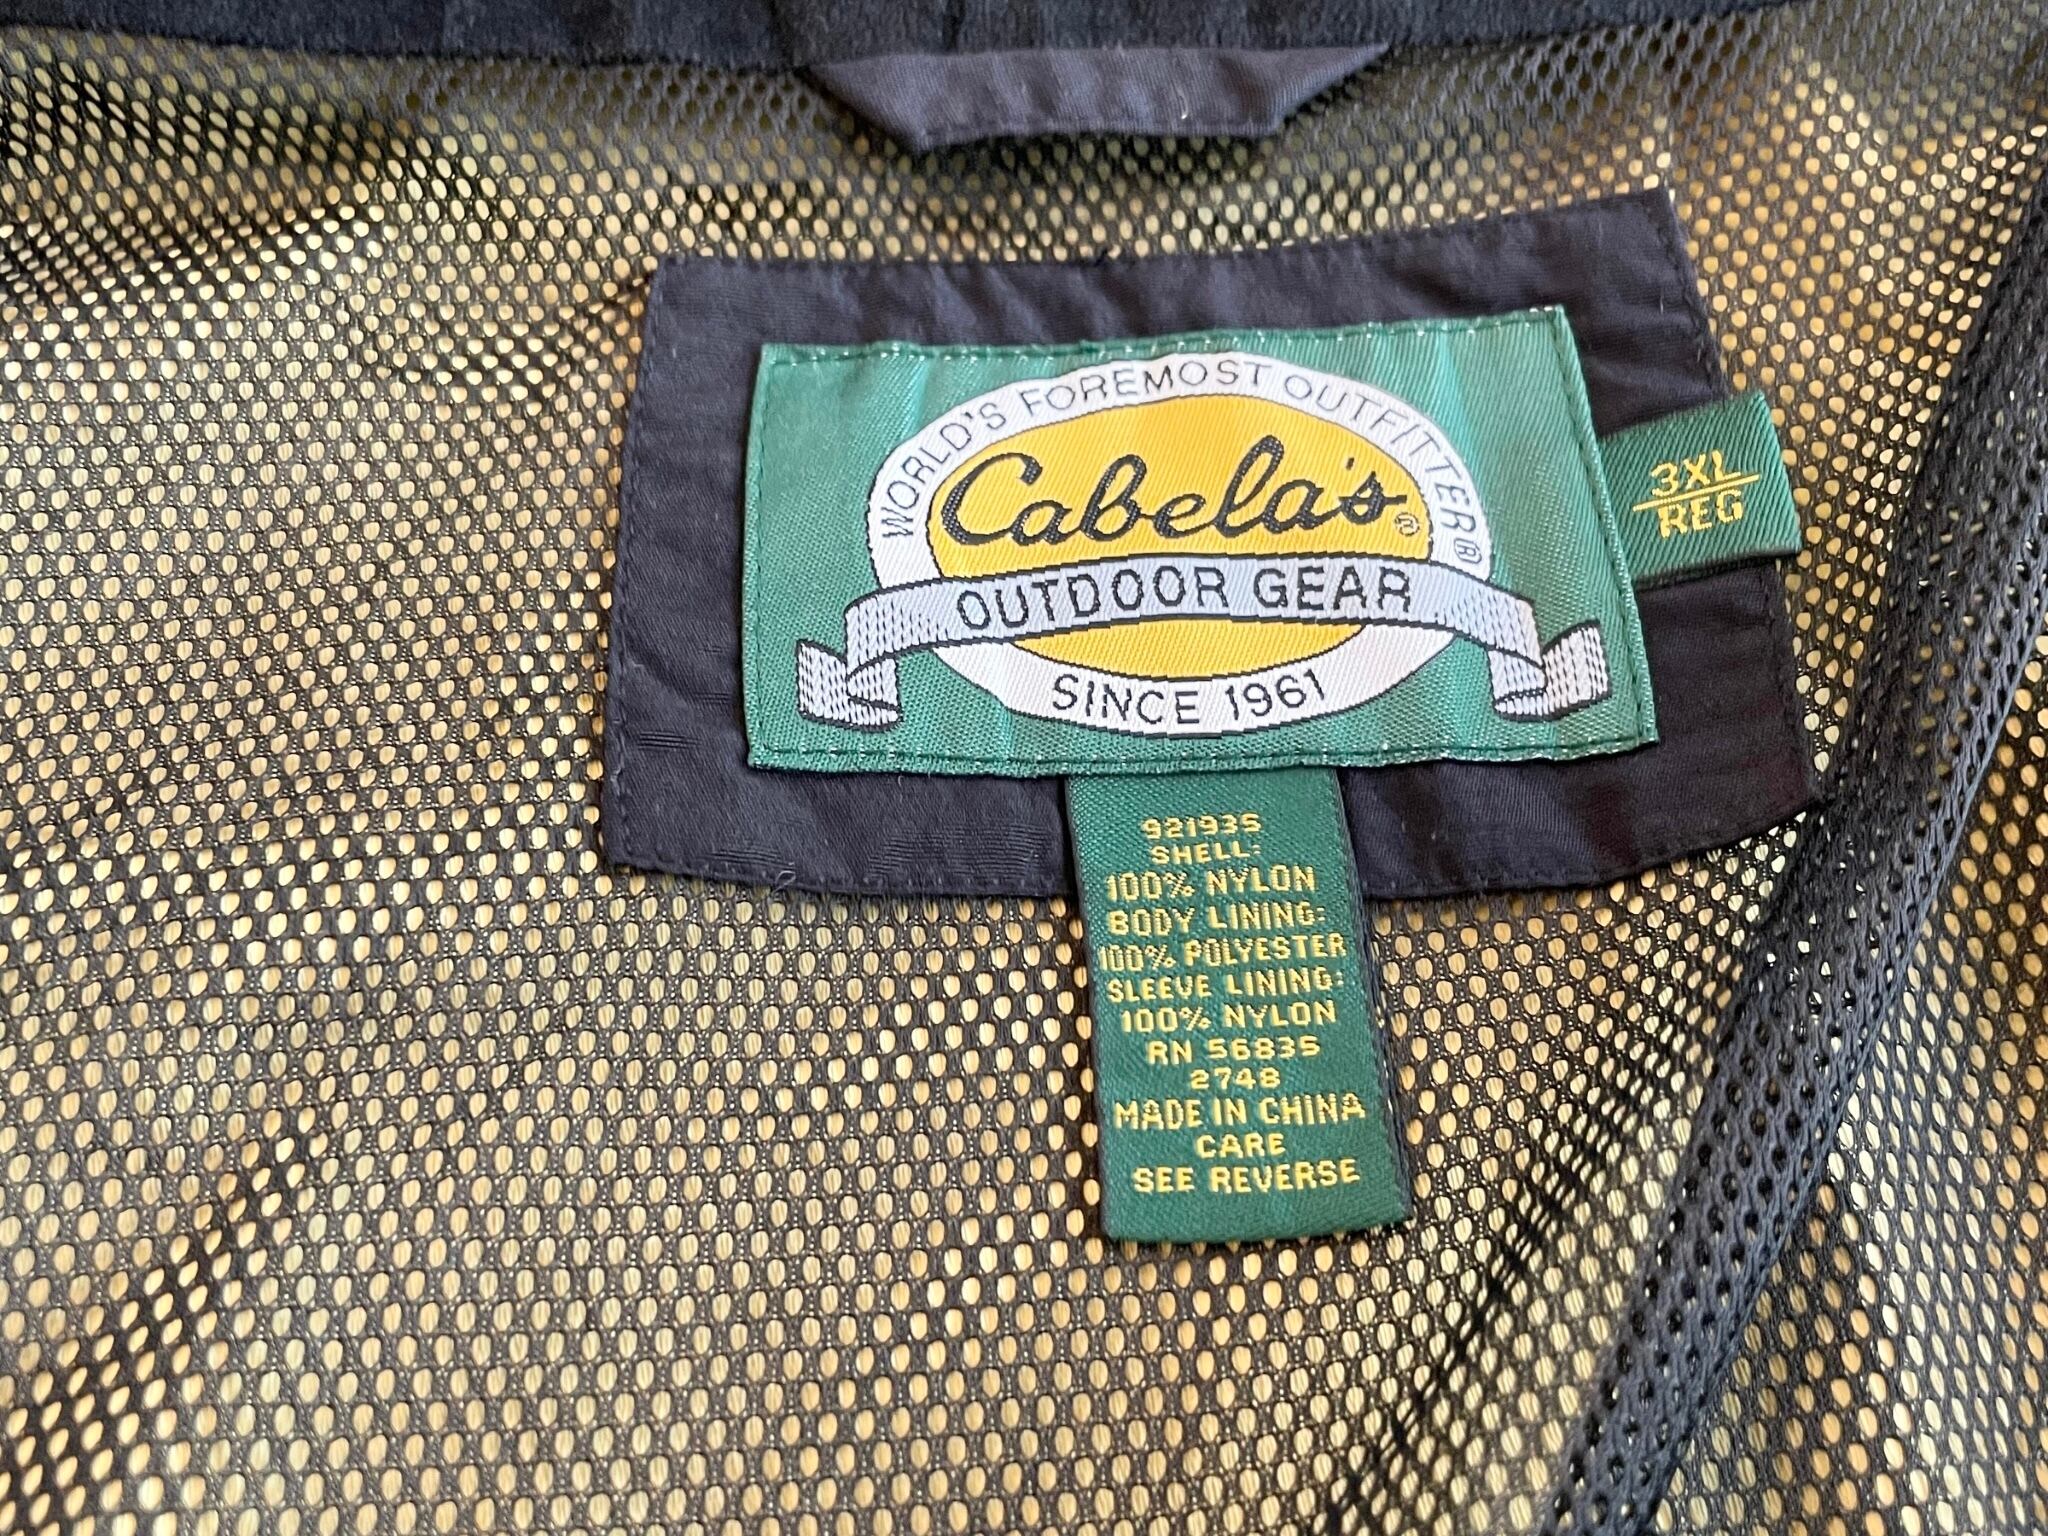 WORLD'S FOREMOST OUTFITTER®
Cabela's®
OUTDOOR GEAR
SINCE 1961
3XL
REG
921935
SHELL:
100% NYLON
BODY LINING:
100% POLYESTER
SLEEVE LINING:
100% NYLON
RN 56835
2748
MADE IN CHINA
CARE
SEE REVERSE